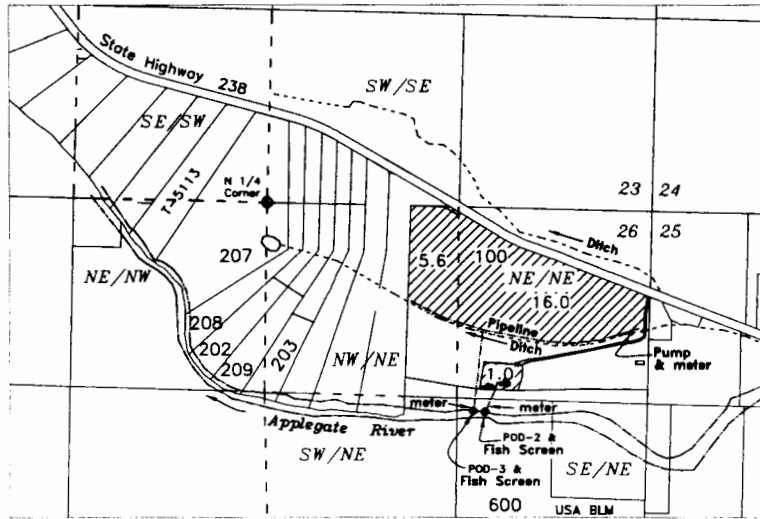 State Highway 238
SW/SE
SE/SW
N 1/4
Corner
23 24
26 25
Ditch
207
5.6
100
NE/NE
16.0
NE/NW
208
202
209
203
NW/NE
Pipeline
Ditch
Pump
& meter
1.0
meter
meter
Applegate River
POD-2 &
Fish Screen
POD-3 &
Fish Screen
SW/NE
SE/NE
600
USA BLM